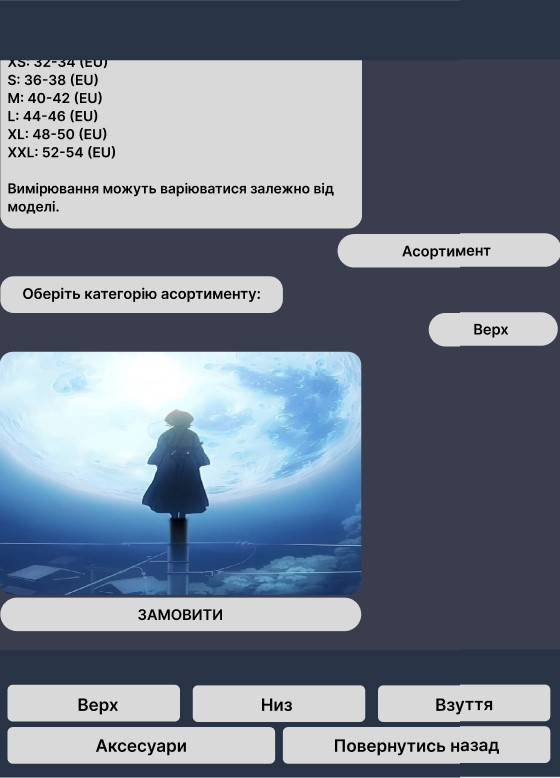 XS: 32-34 (EU)
S: 36-38 (EU)
M: 40-42 (EU)
L: 44-46 (EU)
XL: 48-50 (EU)
XXL: 52-54 (EU)
Вимірювання можуть варіюватися залежно від
моделі.
Асортимент
Оберіть категорію асортименту:
Верх
ЗАМОВИТИ
Верх
Низ
Взуття
Аксесуари
Повернутись назад